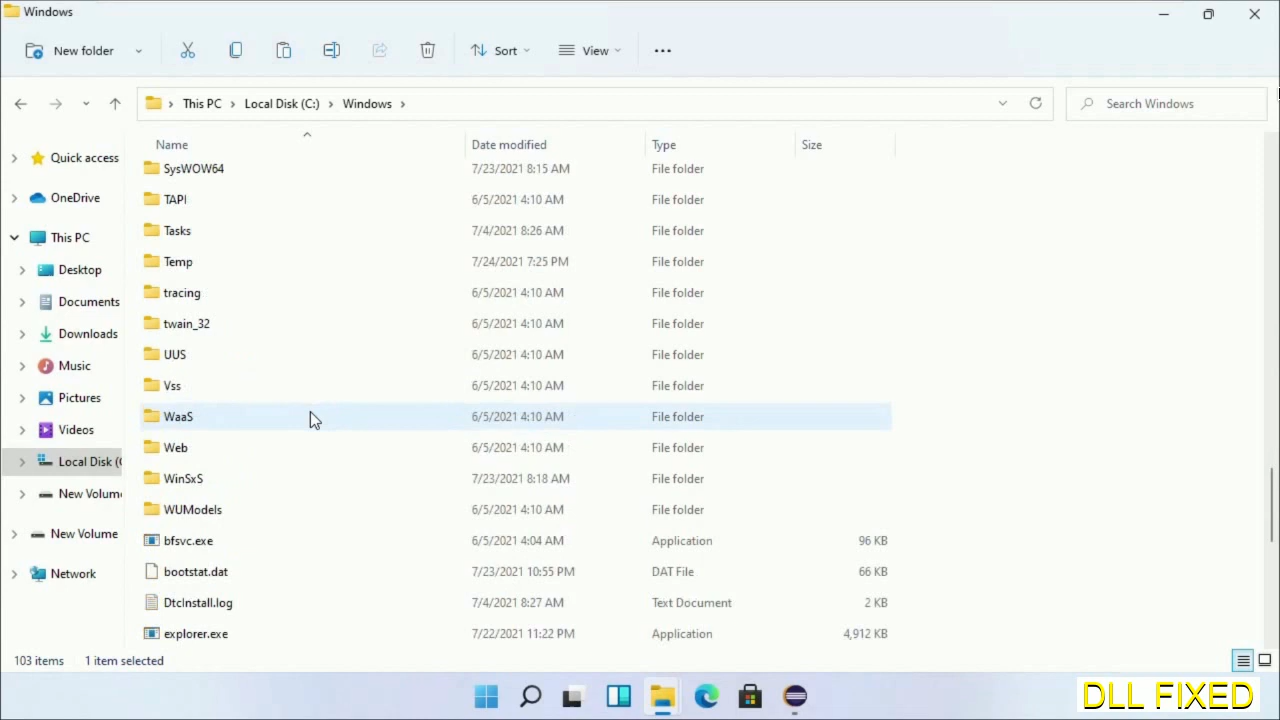 Windows
New folder
Sort
View
This PC
Local Disk (C:)
Windows
Search Windows
Name Date modified Type Size
Quick access
OneDrive
This PC
Desktop
Documents
Downloads
Music
Pictures
Videos
Local Disk (C
New Volum
New Volume
Network
SysWOW64 7/23/2021 8:15 AM File folder
TAPI 6/5/2021 4:10 AM File folder
Tasks 7/4/2021 8:26 AM File folder
Temp 7/24/2021 7:25 PM File folder
tracing 6/5/2021 4:10 AM File folder
twain_32 6/5/2021 4:10 AM File folder
UUS 6/5/2021 4:10 AM File folder
Vss 6/5/2021 4:10 AM File folder
WaaS 6/5/2021 4:10 AM File folder
Web 6/5/2021 4:10 AM File folder
WinSxS 7/23/2021 8:18 AM File folder
WUModels 6/5/2021 4:10 AM File folder
bfsvc.exe 6/5/2021 4:04 AM Application 96 KB
bootstat.dat 7/23/2021 10:55 PM DAT File 66 KB
DtcInstall.log 7/4/2021 8:27 AM Text Document 2 KB
explorer.exe 7/22/2021 11:22 PM Application 4,912 KB
103 items 1 item selected
DLL FIXED